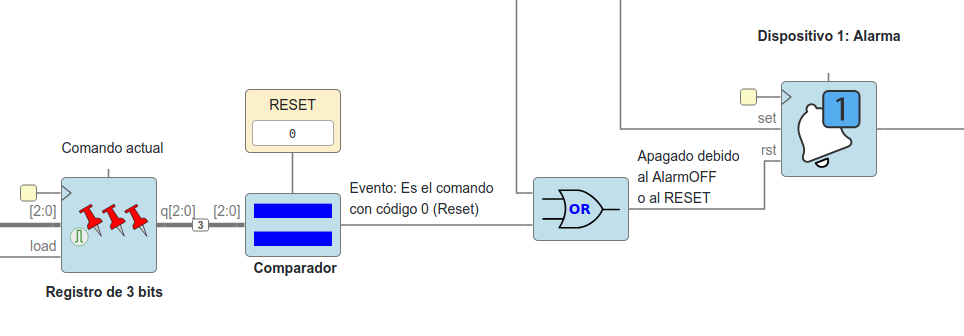 Dispositivo 1: Alarma
1
set
rst
RESET
0
Comando actual
[2:0]
load
q[2:0]
3
[2:0]
Registro de 3 bits
Comparador
Evento: Es el comando
con código 0 (Reset)
OR
Apagado debido
al AlarmOFF
o al RESET